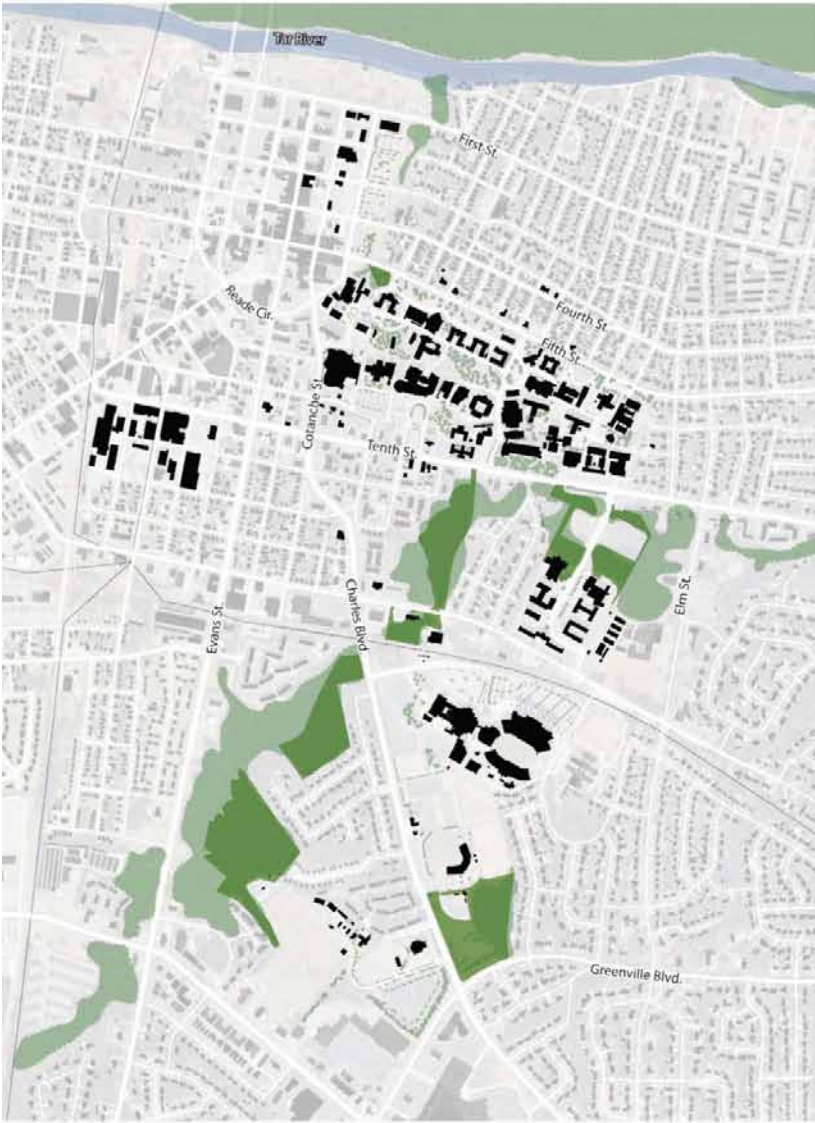 Tar River
First St.
Fourth St.
Reade Cir.
Fifth St.
Cotanche St.
Tenth St.
Charles Blvd
Elm St.
Evans St.
Greenville Blvd.